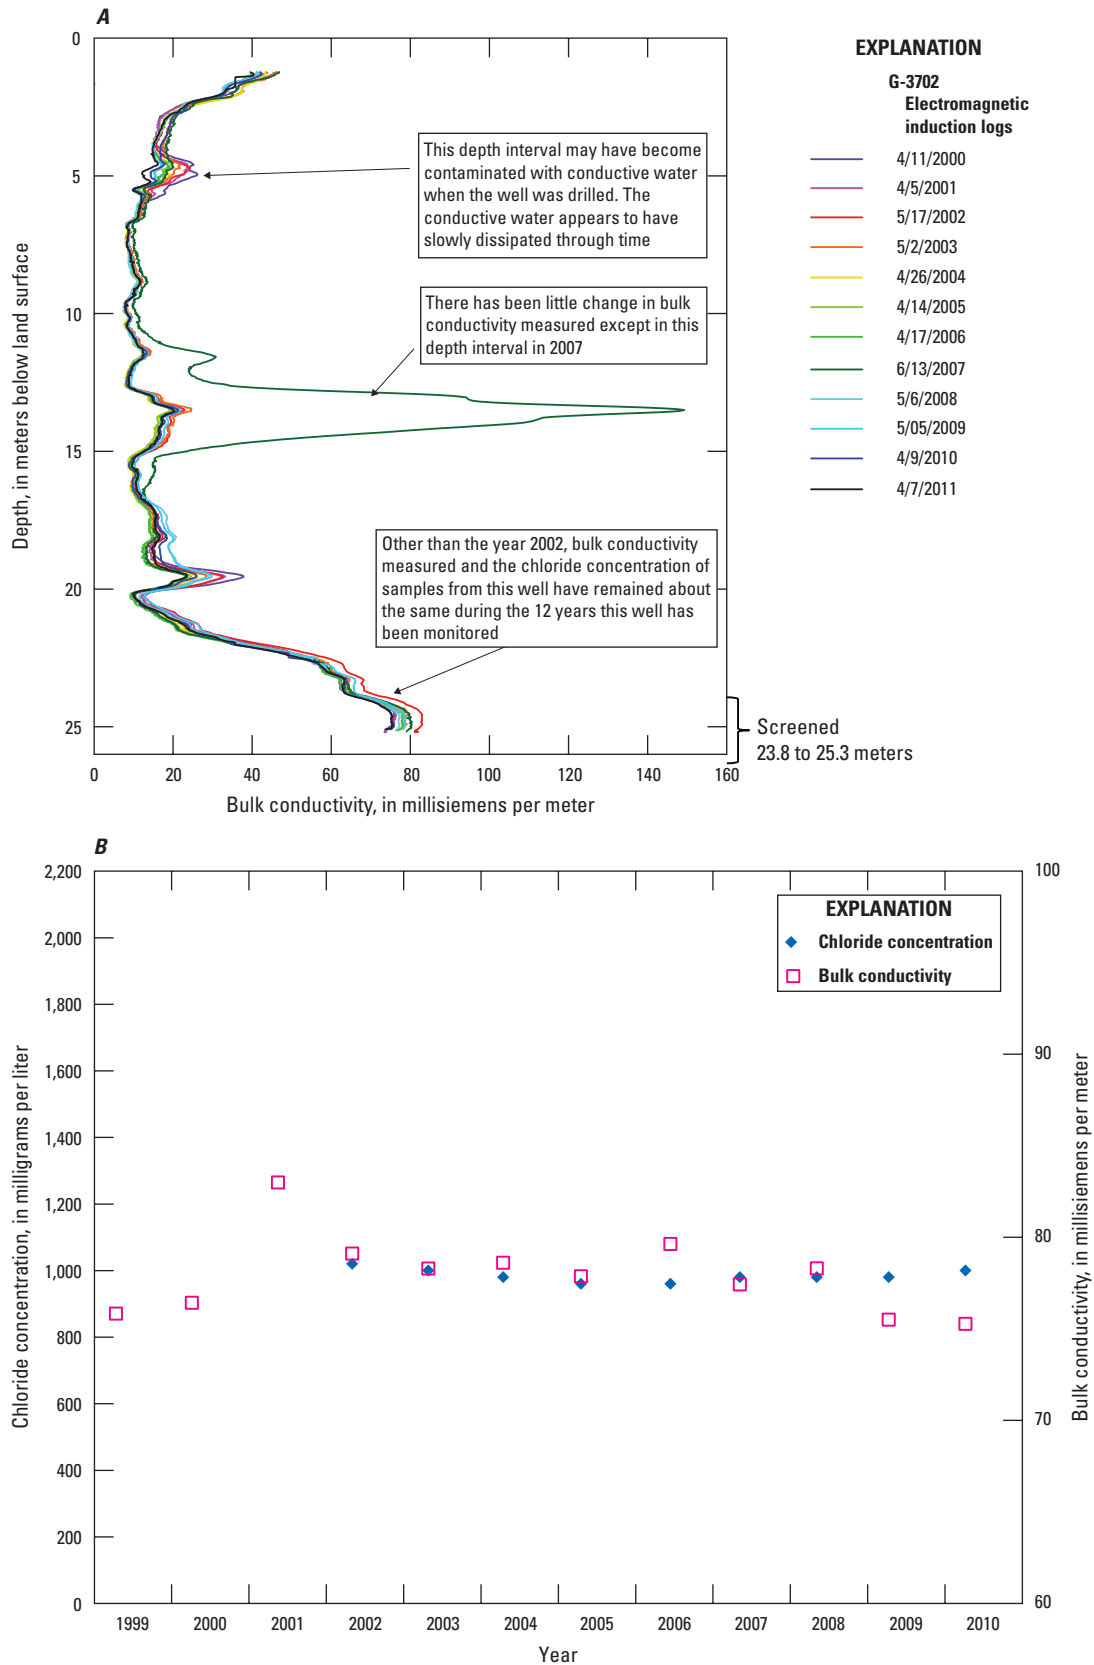 A
0
5
10
15
20
25
Depth, in meters below land surface
0 20 40 60 80 100 120 140 160
Bulk conductivity, in millisiemens per meter
This depth interval may have become
contaminated with conductive water
when the well was drilled. The
conductive water appears to have
slowly dissipated through time
There has been little change in bulk
conductivity measured except in this
depth interval in 2007
Other than the year 2002, bulk conductivity
measured and the chloride concentration of
samples from this well have remained about
the same during the 12 years this well has
been monitored
Screened
23.8 to 25.3 meters
EXPLANATION
G-3702
Electromagnetic
induction logs
4/11/2000
4/5/2001
5/17/2002
5/2/2003
4/26/2004
4/14/2005
4/17/2006
6/13/2007
5/6/2008
5/05/2009
4/9/2010
4/7/2011
B
2,200
2,000
1,800
1,600
1,400
1,200
1,000
800
600
400
200
0
Chloride concentration, in milligrams per liter
EXPLANATION
Chloride concentration
Bulk conductivity
100
90
80
70
60
Bulk conductivity, in millisiemens per meter
1999 2000 2001 2002 2003 2004 2005 2006 2007 2008 2009 2010
Year